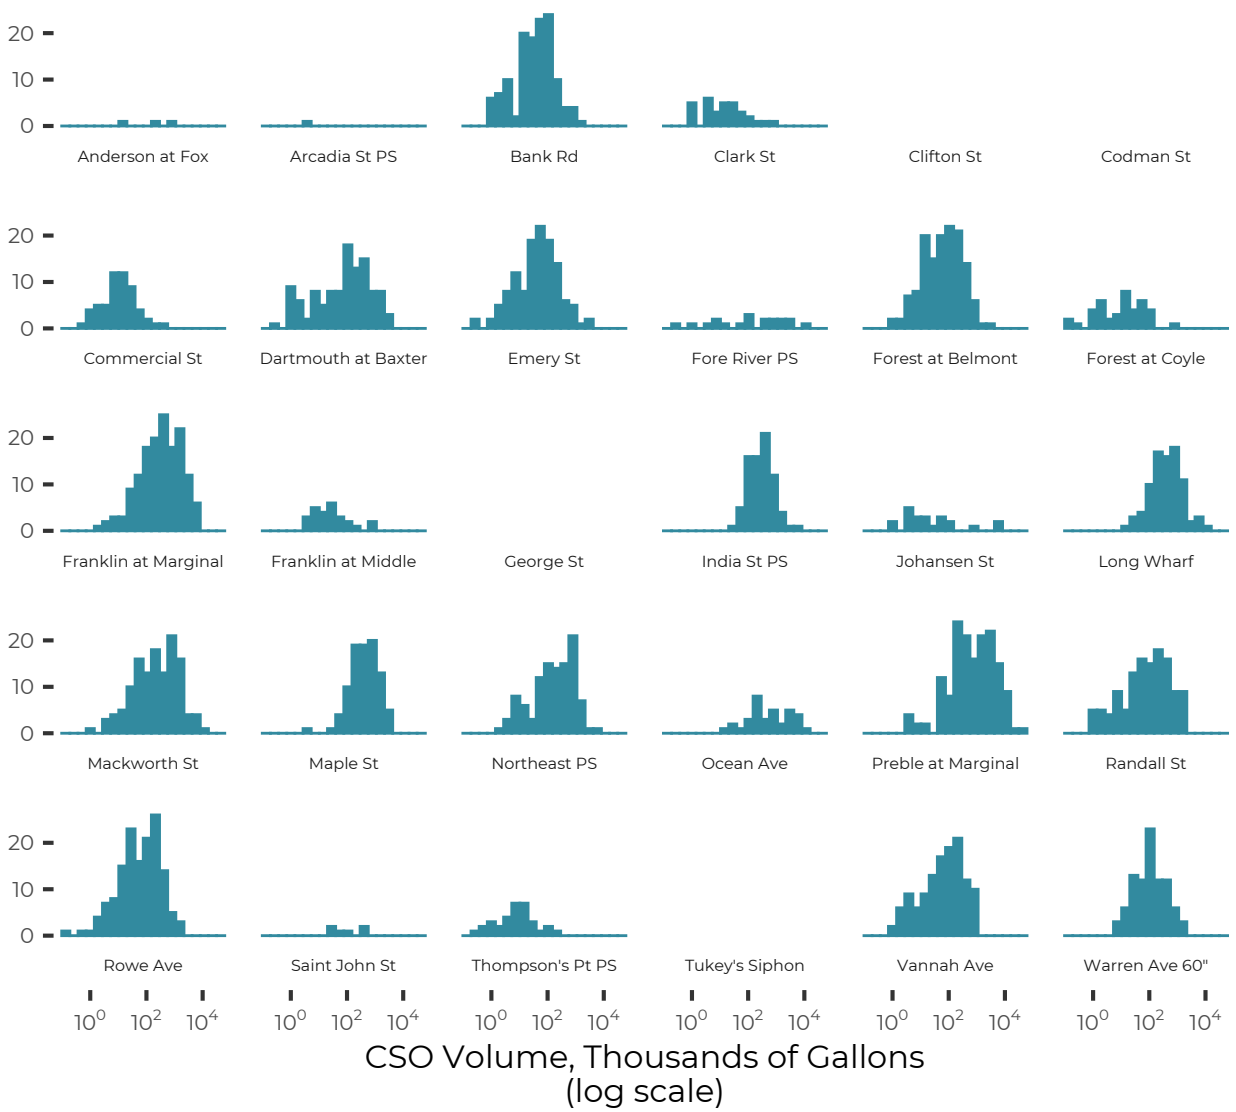 20
10
0
Anderson at Fox
Arcadia St PS
Bank Rd
Clark St
Clifton St
Codman St
20
10
0
Commercial St
Dartmouth at Baxter
Emery St
Fore River PS
Forest at Belmont
Forest at Coyle
20
10
0
Franklin at Marginal
Franklin at Middle
George St
India St PS
Johansen St
Long Wharf
20
10
0
Mackworth St
Maple St
Northeast PS
Ocean Ave
Preble at Marginal
Randall St
20
10
0
Rowe Ave
Saint John St
Thompson's Pt PS
Tukey's Siphon
Vannah Ave
Warren Ave 60"
10⁰ 10² 10⁴
10⁰ 10² 10⁴
10⁰ 10² 10⁴
10⁰ 10² 10⁴
10⁰ 10² 10⁴
10⁰ 10² 10⁴
CSO Volume, Thousands of Gallons
(log scale)